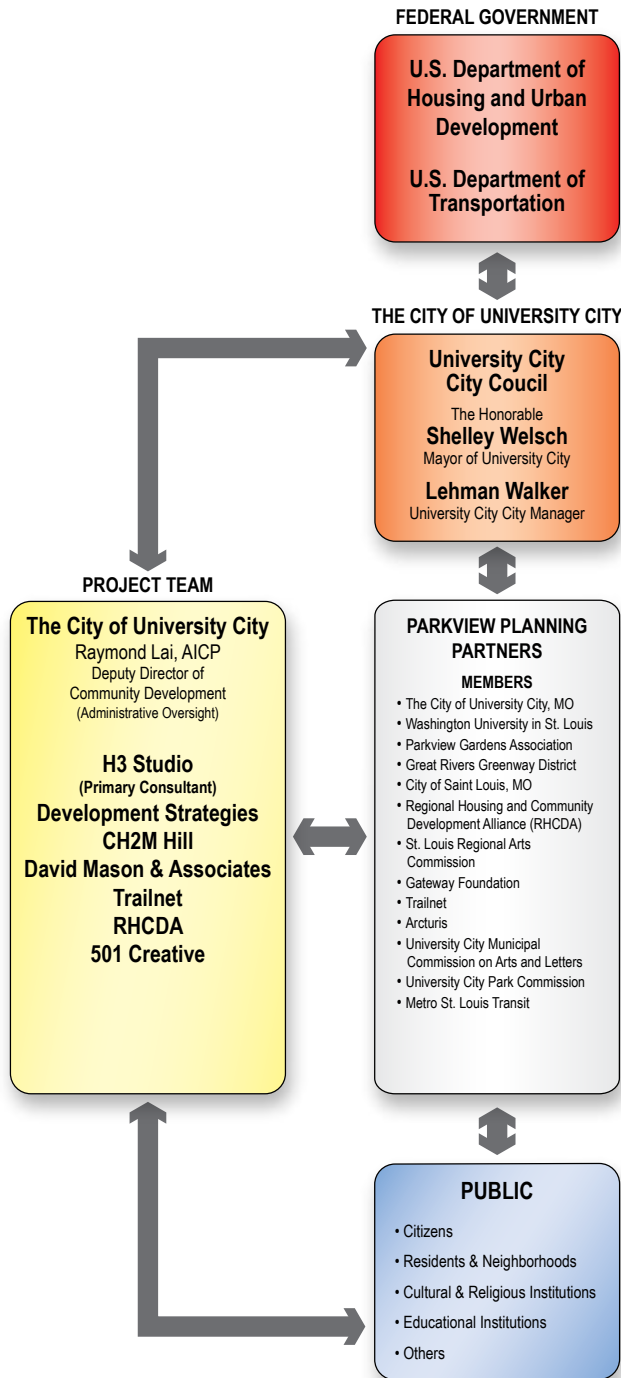 FEDERAL GOVERNMENT
U.S. Department of
Housing and Urban
Development
U.S. Department of
Transportation
THE CITY OF UNIVERSITY CITY
University City
City Coucil
The Honorable
Shelley Welsch
Mayor of University City
Lehman Walker
University City City Manager
PROJECT TEAM
The City of University City
Raymond Lai, AICP
Deputy Director of
Community Development
(Administrative Oversight)
H3 Studio
(Primary Consultant)
Development Strategies
CH2M Hill
David Mason & Associates
Trailnet
RHCDA
501 Creative
PARKVIEW PLANNING
PARTNERS
MEMBERS
• The City of University City, MO
• Washington University in St. Louis
• Parkview Gardens Association
• Great Rivers Greenway District
• City of Saint Louis, MO
• Regional Housing and Community
Development Alliance (RHCDA)
• St. Louis Regional Arts
Commission
• Gateway Foundation
• Trailnet
• Arcturis
• University City Municipal
Commission on Arts and Letters
• University City Park Commission
• Metro St. Louis Transit
PUBLIC
• Citizens
• Residents & Neighborhoods
• Cultural & Religious Institutions
• Educational Institutions
• Others